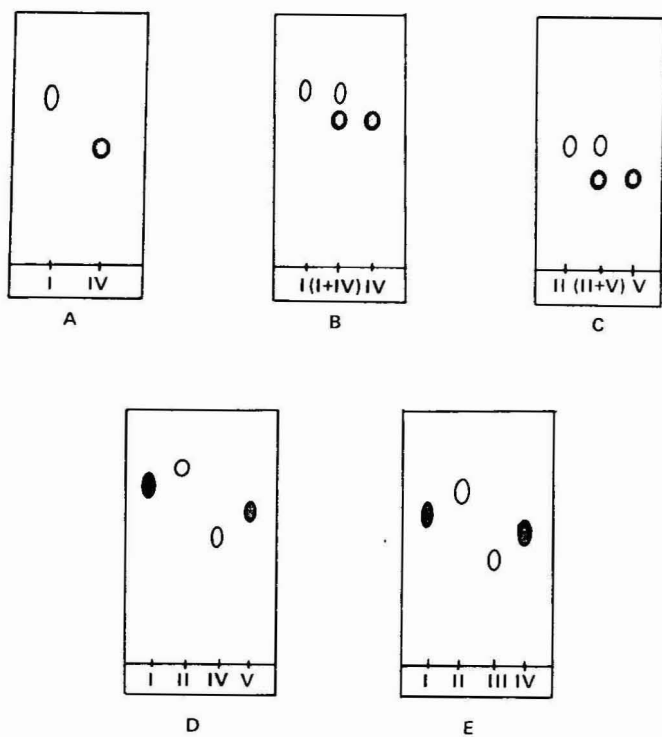 I IV
A
I (I+IV) IV
B
II (II+V) V
C
I II IV V
D
I II III IV
E